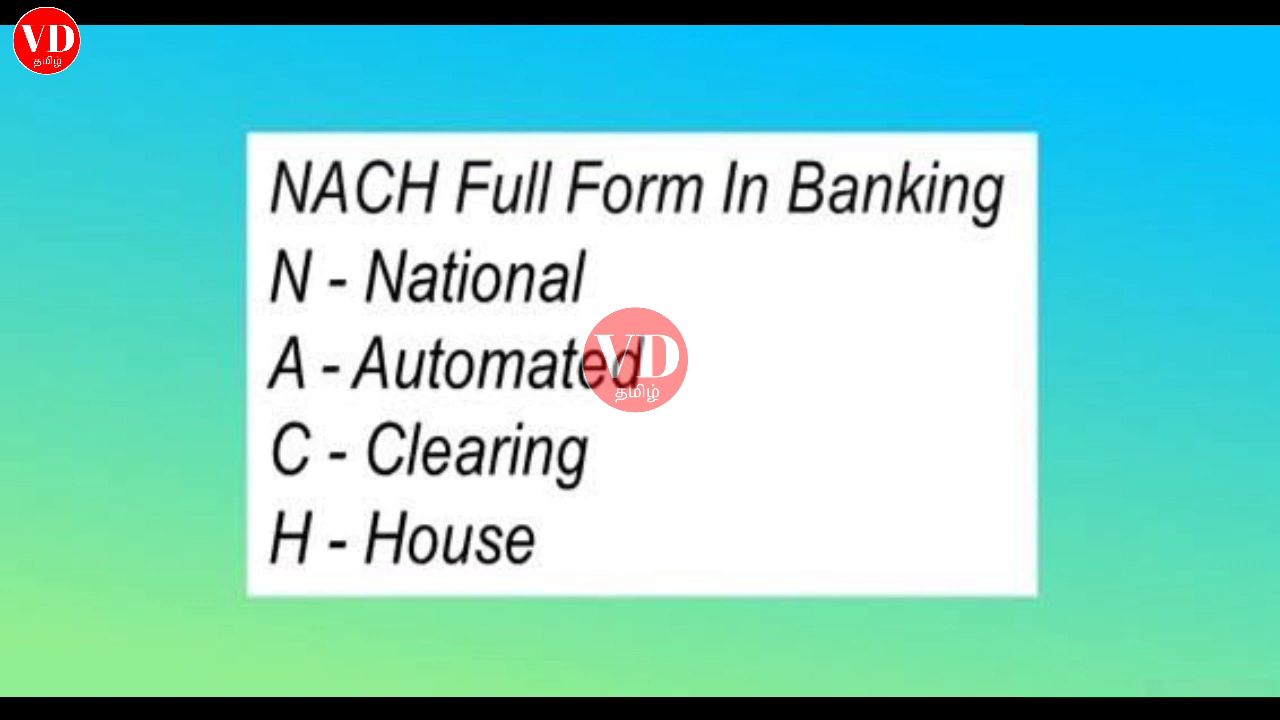 VD
தமிழ்
NACH Full Form In Banking
N - National
A - Automated
C - Clearing
H - House
VD
தமிழ்